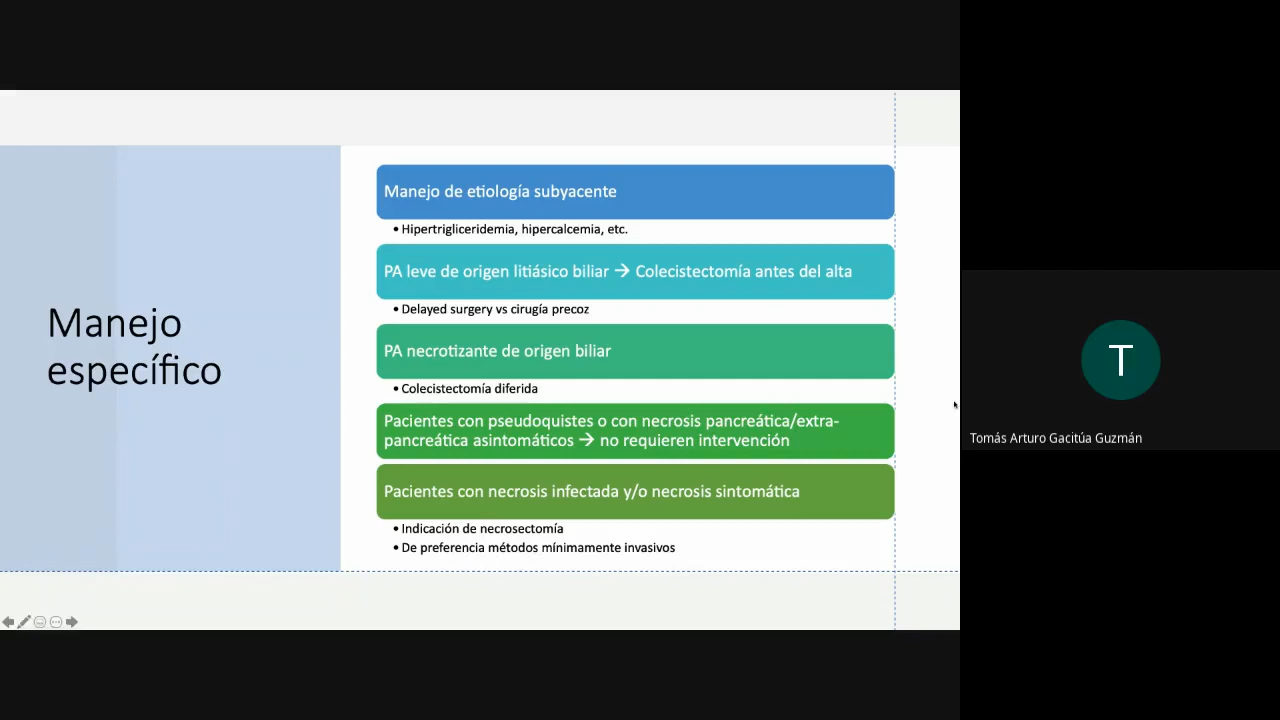 Manejo
específico
Manejo de etiología subyacente
• Hipertrigliceridemia, hipercalcemia, etc.
PA leve de origen litiásico biliar → Colecistectomía antes del alta
• Delayed surgery vs cirugía precoz
PA necrotizante de origen biliar
• Colecistectomía diferida
Pacientes con pseudoquistes o con necrosis pancreática/extra-
pancreática asintomáticos → no requieren intervención
Pacientes con necrosis infectada y/o necrosis sintomática
• Indicación de necrosectomía
• De preferencia métodos mínimamente invasivos
T
Tomás Arturo Gacitúa Guzmán